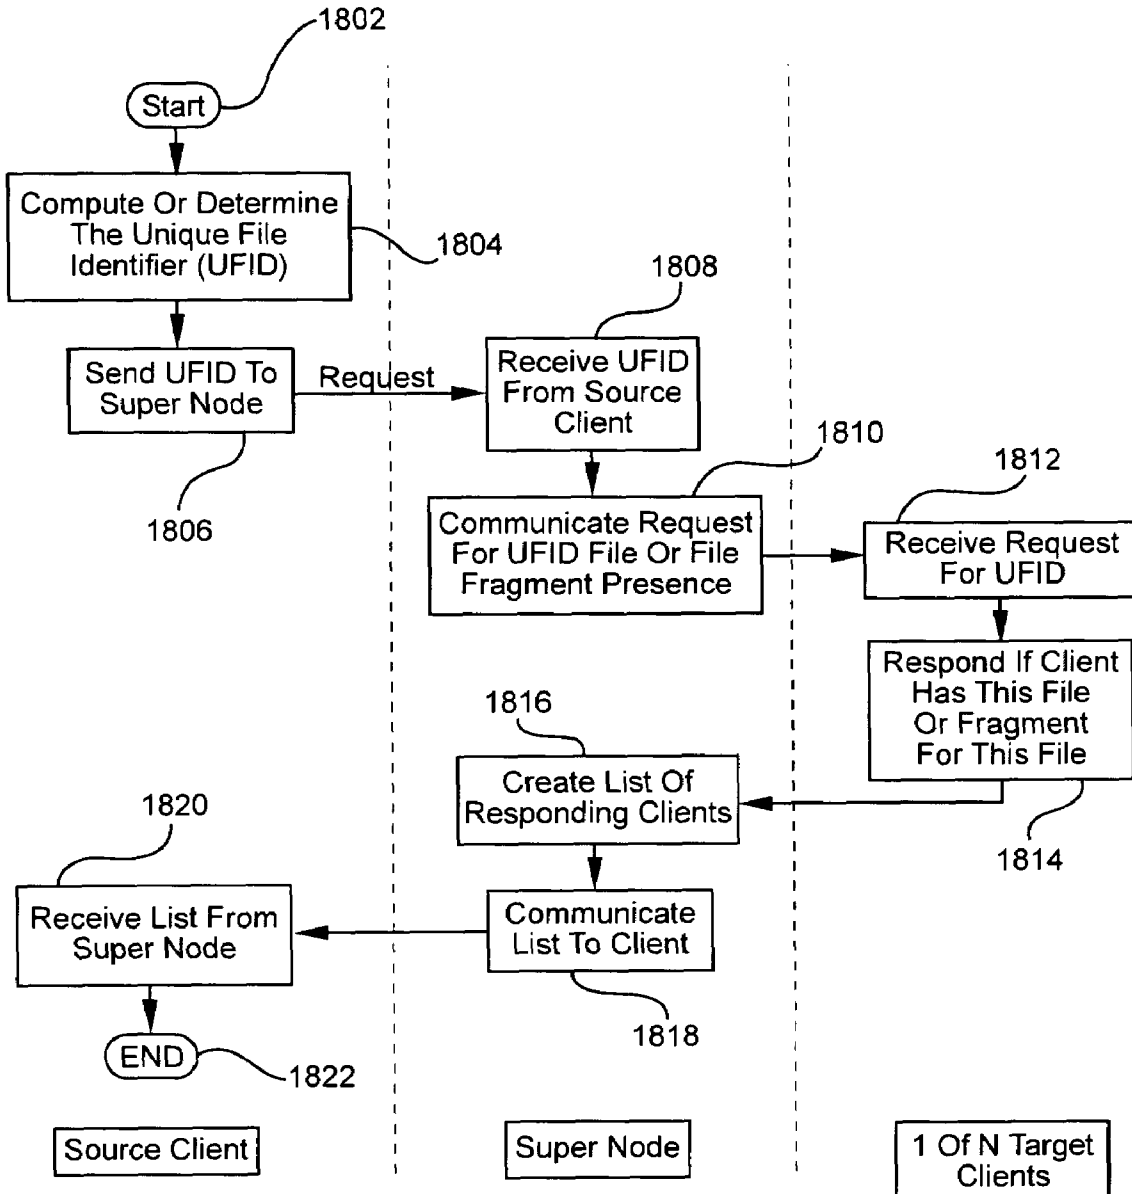 1802
Start
Compute Or Determine
The Unique File
Identifier (UFID)
1804
1808
Send UFID To
Super Node
Request
Receive UFID
From Source
Client
1806
1810
Communicate Request
For UFID File Or File
Fragment Presence
1812
Receive Request
For UFID
Respond If Client
Has This File
Or Fragment
For This File
1814
1816
Create List Of
Responding Clients
1820
Receive List From
Super Node
Communicate
List To Client
1818
END
1822
Source Client
Super Node
1 Of N Target
Clients